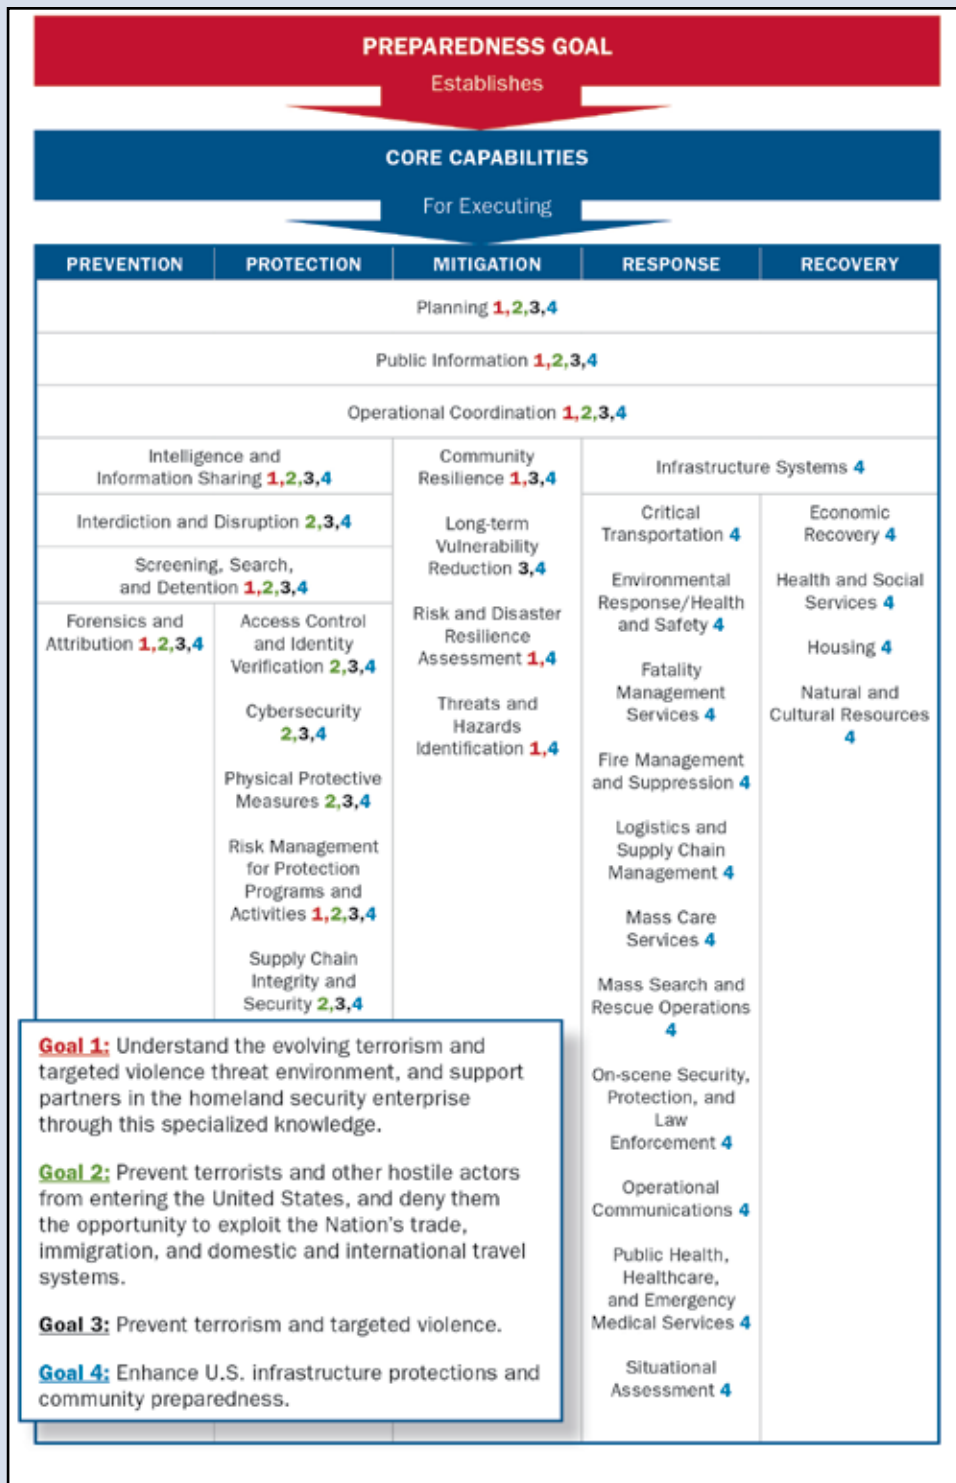 PREPAREDNESS GOAL
Establishes
CORE CAPABILITIES
For Executing
PREVENTION
PROTECTION
MITIGATION
RESPONSE
RECOVERY
Planning 1,2,3,4
Public Information 1,2,3,4
Operational Coordination 1,2,3,4
Intelligence and
Information Sharing 1,2,3,4
Interdiction and Disruption 2,3,4
Screening, Search,
and Detention 1,2,3,4
Forensics and
Attribution 1,2,3,4
Access Control
and Identity
Verification 2,3,4
Cybersecurity
2,3,4
Physical Protective
Measures 2,3,4
Risk Management
for Protection
Programs and
Activities 1,2,3,4
Supply Chain
Integrity and
Security 2,3,4
Community
Resilience 1,3,4
Long-term
Vulnerability
Reduction 3,4
Risk and Disaster
Resilience
Assessment 1,4
Threats and
Hazards
Identification 1,4
Infrastructure Systems 4
Critical
Transportation 4
Environmental
Response/Health
and Safety 4
Fatality
Management
Services 4
Fire Management
and Suppression 4
Logistics and
Supply Chain
Management 4
Mass Care
Services 4
Mass Search and
Rescue Operations
4
On-scene Security,
Protection, and
Law
Enforcement 4
Operational
Communications 4
Public Health,
Healthcare,
and Emergency
Medical Services 4
Situational
Assessment 4
Economic
Recovery 4
Health and Social
Services 4
Housing 4
Natural and
Cultural Resources
4
Goal 1: Understand the evolving terrorism and
targeted violence threat environment, and support
partners in the homeland security enterprise
through this specialized knowledge.
Goal 2: Prevent terrorists and other hostile actors
from entering the United States, and deny them
the opportunity to exploit the Nation's trade,
immigration, and domestic and international travel
systems.
Goal 3: Prevent terrorism and targeted violence.
Goal 4: Enhance U.S. infrastructure protections and
community preparedness.